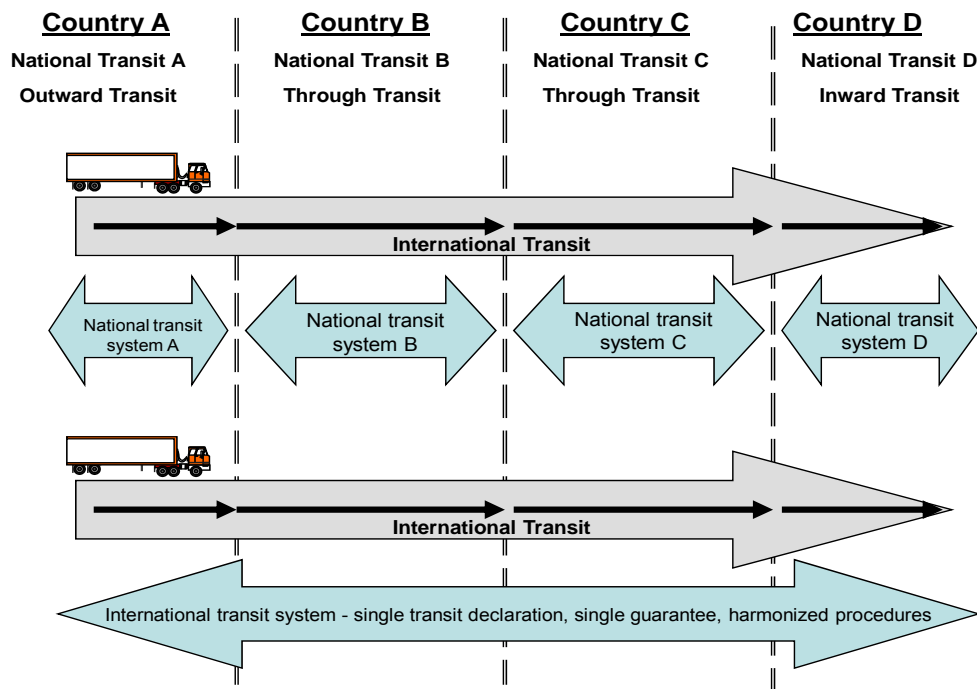 Country A
National Transit A
Outward Transit
Country B
National Transit B
Through Transit
Country C
National Transit C
Through Transit
Country D
National Transit D
Inward Transit
International Transit
National transit
system A
National transit
system B
National transit
system C
National transit
system D
International Transit
International transit system - single transit declaration, single guarantee, harmonized procedures